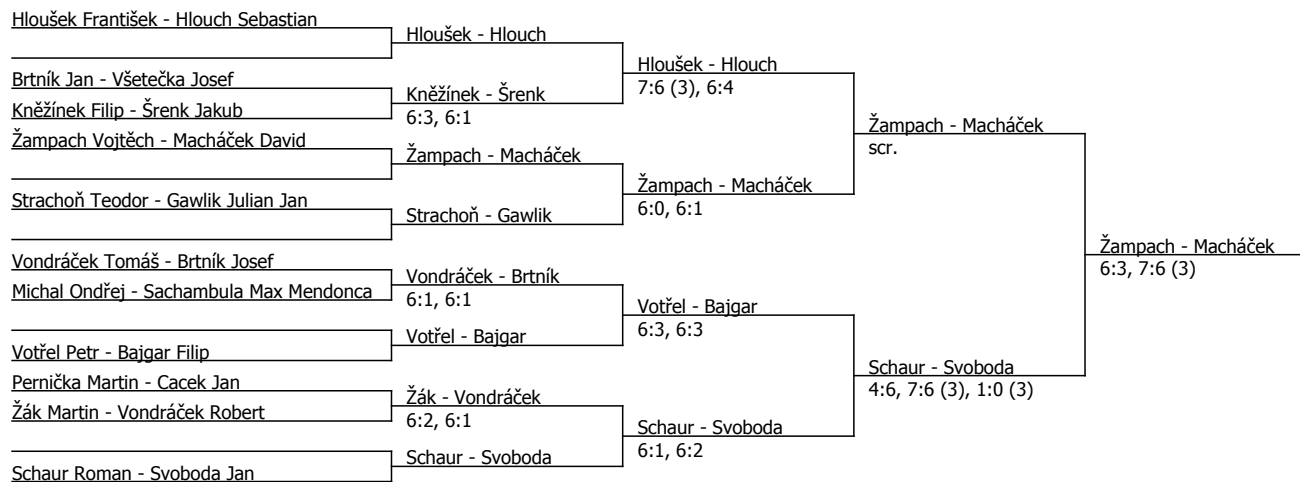 Hloušek František - Hlouch Sebastian
Hloušek - Hlouch
Hloušek - Hlouch
7:6 (3), 6:4
Brtník Jan - Všetečka Josef
Kněžínek - Šrenk
6:3, 6:1
Kněžínek Filip - Šrenk Jakub
Žampach - Macháček
scr.
Žampach Vojtěch - Macháček David
Žampach - Macháček
Žampach - Macháček
6:0, 6:1
Strachoň Teodor - Gawlik Julian Jan
Strachoň - Gawlik
Žampach - Macháček
6:3, 7:6 (3)
Vondráček Tomáš - Brtník Josef
Vondráček - Brtník
6:1, 6:1
Michal Ondřej - Sachambula Max Mendonca
Votřel - Bajgar
6:3, 6:3
Votřel - Bajgar
Votřel Petr - Bajgar Filip
Schaur - Svoboda
4:6, 7:6 (3), 1:0 (3)
Pernička Martin - Cacek Jan
Žák - Vondráček
6:2, 6:1
Žák Martin - Vondráček Robert
Schaur - Svoboda
6:1, 6:2
Schaur - Svoboda
Schaur Roman - Svoboda Jan